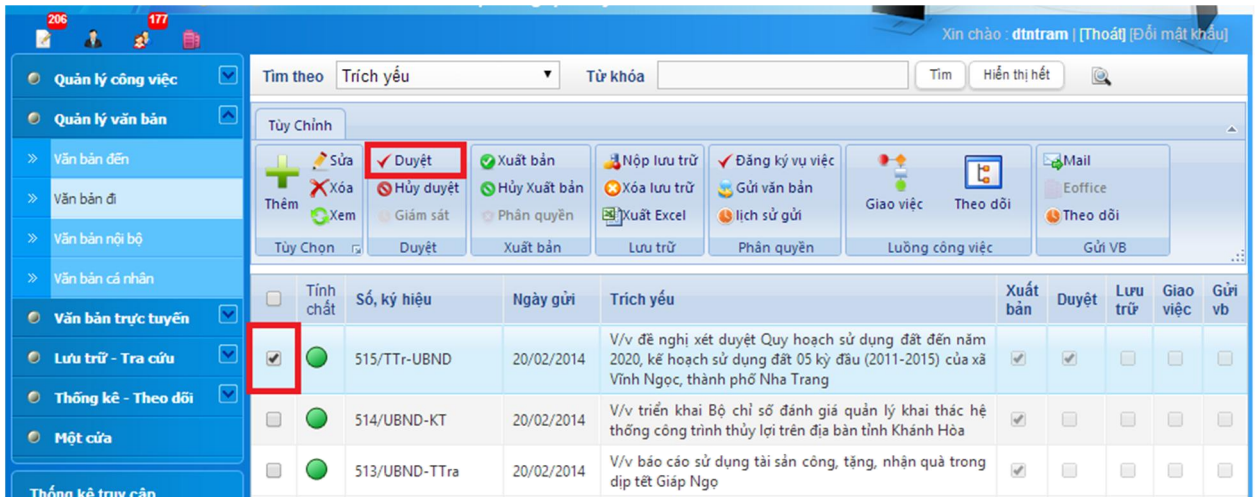 206 177
Xin chào : dtntram | [Thoát] [Đổi mật khẩu]
Quản lý công việc
Quản lý văn bản
Văn bản đến
Văn bản đi
Văn bản nội bộ
Văn bản cá nhân
Văn bản trực tuyến
Lưu trữ - Tra cứu
Thống kê - Theo dõi
Một cửa
Thống kê truy cập
Tìm theo Trích yếu Từ khóa Tìm Hiển thị hết
Tùy Chỉnh
Thêm Sửa Xóa Xem
Tùy Chọn
Duyệt
Hủy duyệt
Giám sát
Duyệt
Xuất bản
Hủy Xuất bản
Phân quyền
Xuất bản
Nộp lưu trữ
Xóa lưu trữ
Xuất Excel
Lưu trữ
Đăng ký vụ việc
Gửi văn bản
lịch sử gửi
Phân quyền
Giao việc Theo dõi
Luồng công việc
Mail
Eoffice
Theo dõi
Gửi VB
Tính chất Số, ký hiệu Ngày gửi Trích yếu Xuất bản Duyệt Lưu trữ Giao việc Gửi vb
515/TTr-UBND 20/02/2014 V/v đề nghị xét duyệt Quy hoạch sử dụng đất đến năm
2020, kế hoạch sử dụng đất 05 kỳ đầu (2011-2015) của xã
Vĩnh Ngọc, thành phố Nha Trang
514/UBND-KT 20/02/2014 V/v triển khai Bộ chỉ số đánh giá quản lý khai thác hệ
thống công trình thủy lợi trên địa bàn tỉnh Khánh Hòa
513/UBND-TTra 20/02/2014 V/v báo cáo sử dụng tài sản công, tặng, nhận quà trong
dịp tết Giáp Ngọ